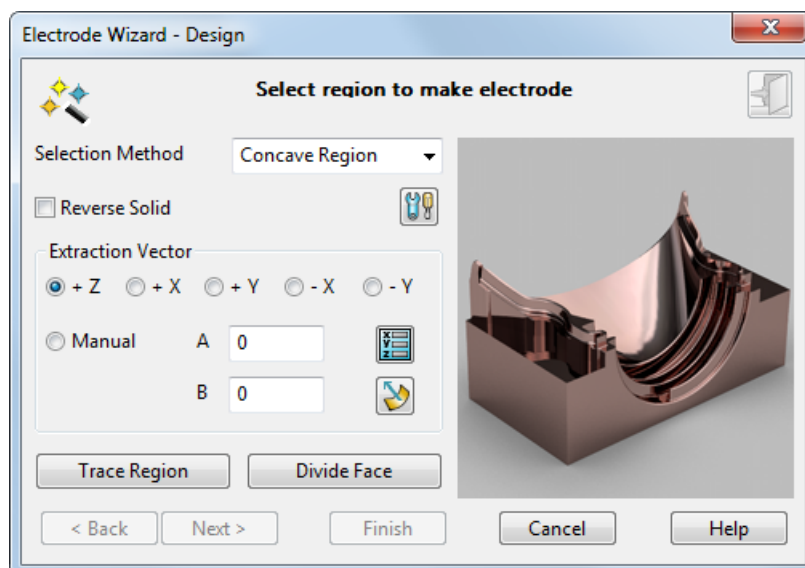 Electrode Wizard - Design
Select region to make electrode
Selection Method Concave Region
Reverse Solid
Extraction Vector
+ Z + X + Y - X - Y
Manual A 0
X
Y
Z
B 0
Trace Region Divide Face
< Back Next > Finish Cancel Help